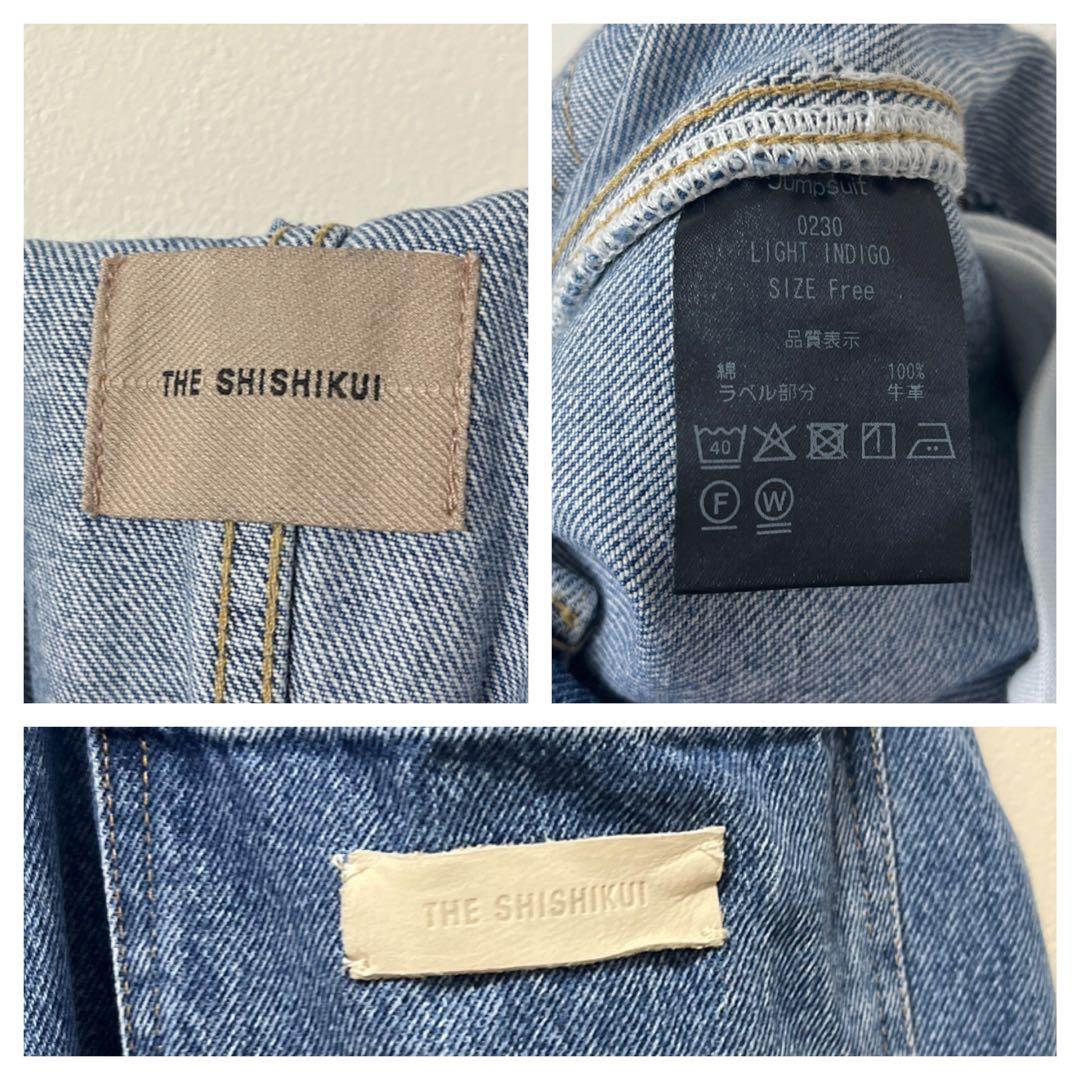 THE SHISHIKUI
Jumpsuit
0230
LIGHT INDIGO
SIZE Free
品質表示
綿 100%
ラベル部分 牛革
40
F W
THE SHISHIKUI